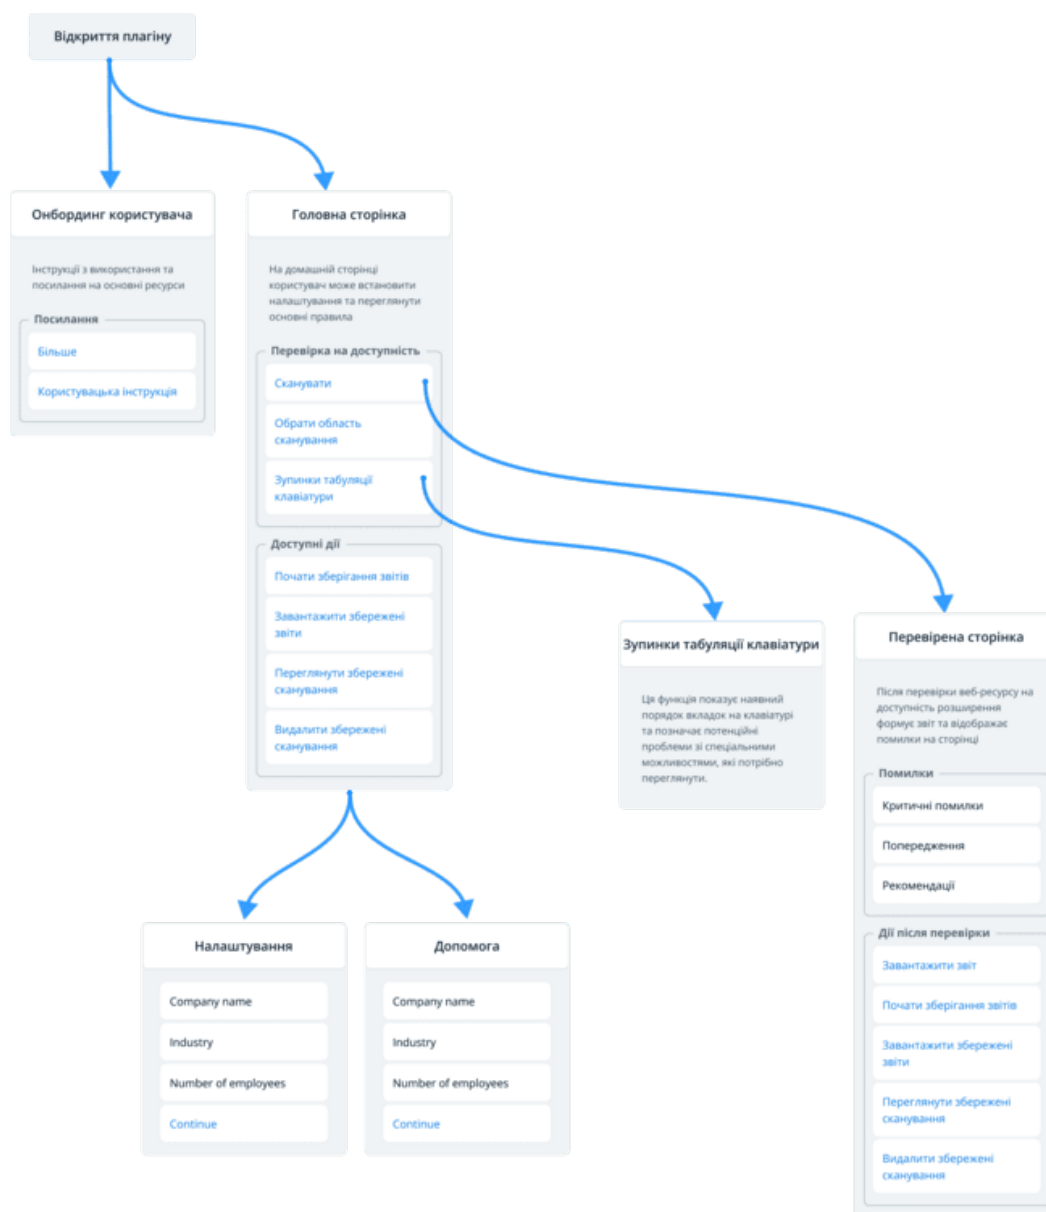 Відкриття плагіну
Онбординг користувача
Інструкції з використання та
посилання на основні ресурси
Посилання
Більше
Користувацька інструкція
Головна сторінка
На домашній сторінці
користувач може встановити
налаштування та переглянути
основні правила
Перевірка на доступність
Сканувати
Обрати область
сканування
Зупинки табуляції
клавіатури
Доступні дії
Почати зберігання звітів
Завантажити збережені
звіти
Переглянути збережені
сканування
Видалити збережені
сканування
Зупинки табуляції клавіатури
Ця функція показує наявний
порядок вкладок на клавіатурі
та позначає потенційні
проблеми зі спеціальними
можливостями, які потрібно
переглянути.
Перевірена сторінка
Після перевірки веб-ресурсу на
доступність розширення
формує звіт та відображає
помилки на сторінці
Помилки
Критичні помилки
Попередження
Рекомендації
Дії після перевірки
Завантажити звіт
Почати зберігання звітів
Завантажити збережені
звіти
Переглянути збережені
сканування
Видалити збережені
сканування
Налаштування
Company name
Industry
Number of employees
Continue
Допомога
Company name
Industry
Number of employees
Continue